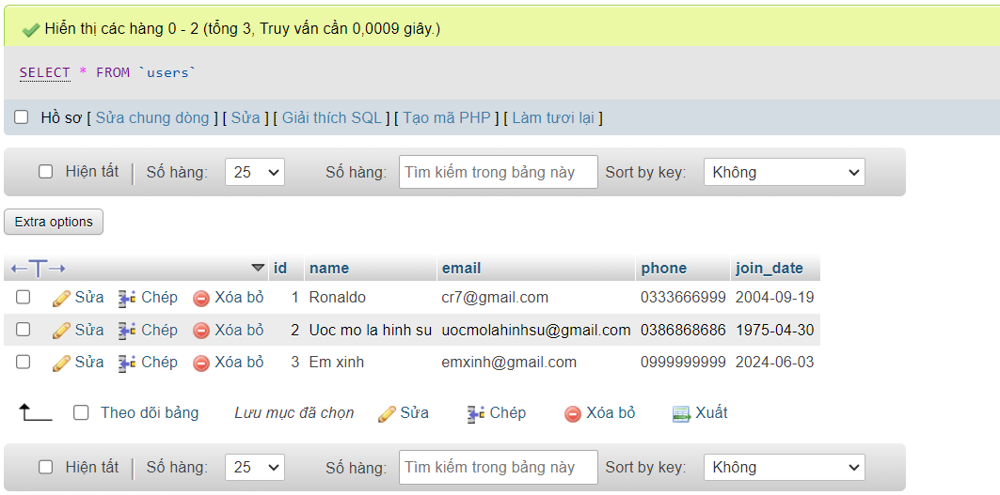 Hiển thị các hàng 0 - 2 (tổng 3, Truy vấn cần 0,0009 giây.)
SELECT * FROM `users`
Hồ sơ [ Sửa chung dòng ] [ Sửa ] [ Giải thích SQL ] [ Tạo mã PHP ] [ Làm tươi lại ]
Hiện tất Số hàng: 25 Số hàng: Tìm kiếm trong bảng này Sort by key: Không
Extra options
id name email phone join_date
Sửa Chép Xóa bỏ 1 Ronaldo cr7@gmail.com 0333666999 2004-09-19
Sửa Chép Xóa bỏ 2 Uoc mo la hinh su uocmolahinhsu@gmail.com 0386868686 1975-04-30
Sửa Chép Xóa bỏ 3 Em xinh emxinh@gmail.com 0999999999 2024-06-03
Theo dõi bảng Lưu mục đã chọn Sửa Chép Xóa bỏ Xuất
Hiện tất Số hàng: 25 Số hàng: Tìm kiếm trong bảng này Sort by key: Không